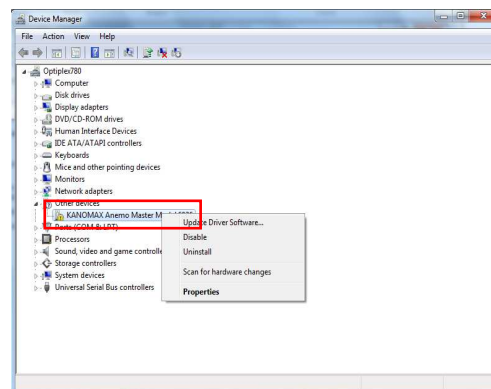 Device Manager
File Action View Help
Optiplex780
Computer
Disk drives
Display adapters
DVD/CD-ROM drives
Human Interface Devices
IDE ATA/ATAPI controllers
Keyboards
Mice and other pointing devices
Monitors
Network adapters
Other devices
KANOMAX Anemo Master
Ports (COM & LPT)
Processors
Sound, video and game
Storage controllers
System devices
Universal Serial Bus controllers
Update Driver Software...
Disable
Uninstall
Scan for hardware changes
Properties